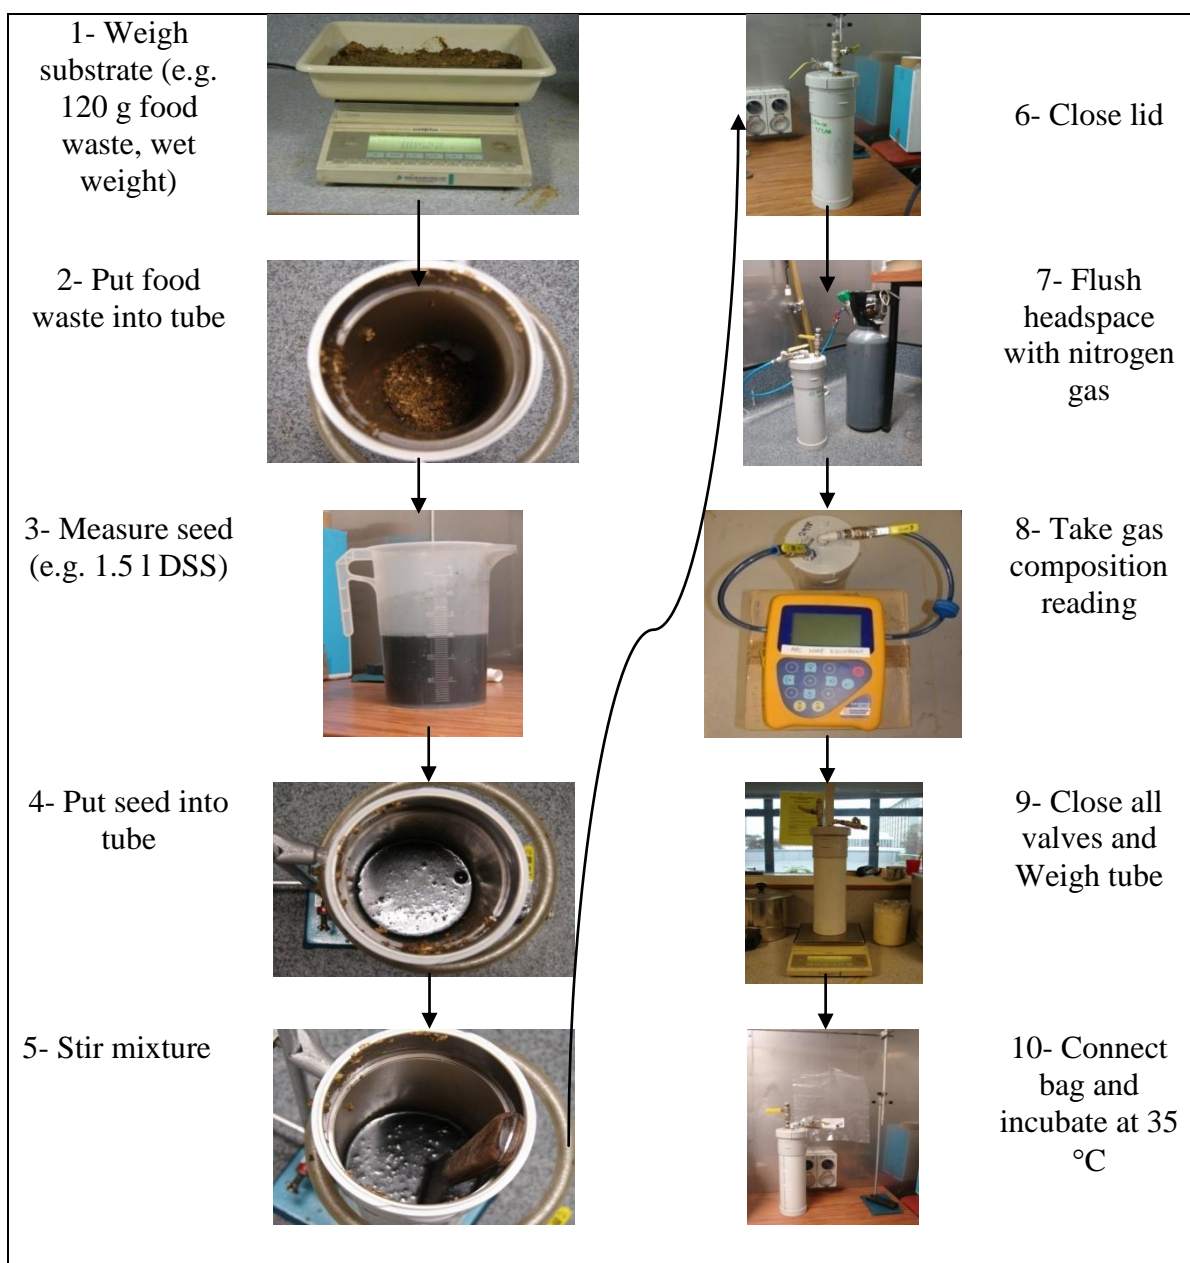 1- Weigh
substrate (e.g.
120 g food
waste, wet
weight)
2- Put food
waste into tube
3- Measure seed
(e.g. 1.5 l DSS)
4- Put seed into
tube
5- Stir mixture
6- Close lid
7- Flush
headspace
with nitrogen
gas
8- Take gas
composition
reading
9- Close all
valves and
Weigh tube
10- Connect
bag and
incubate at 35
°C